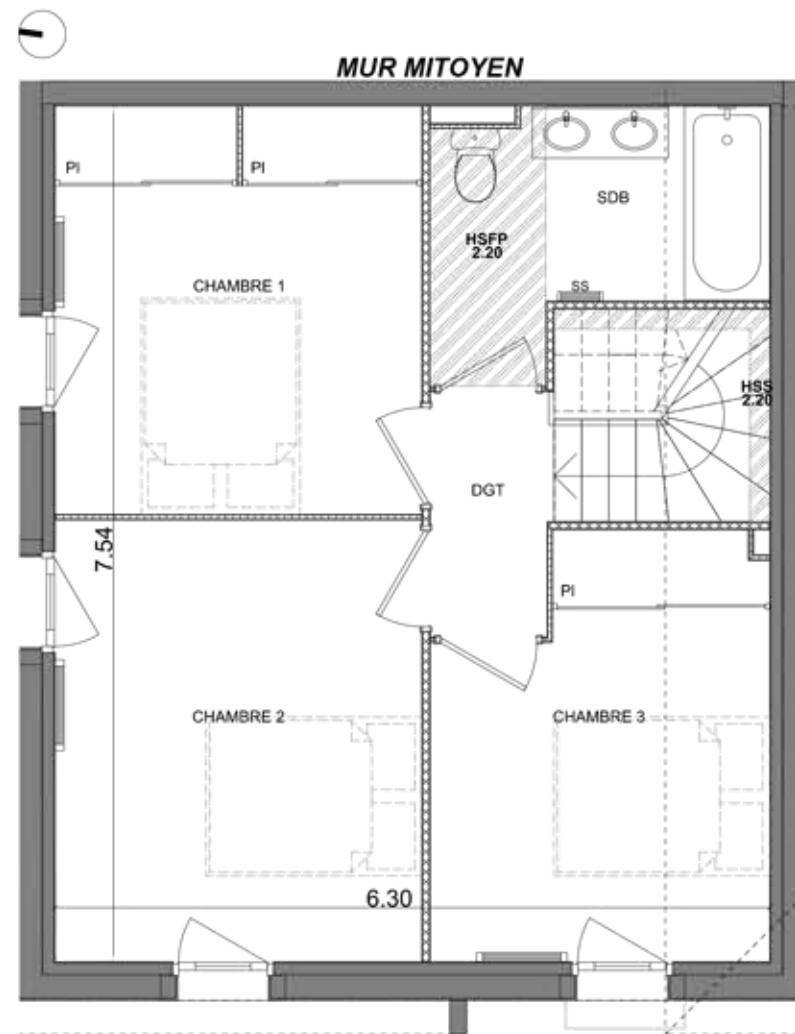 MUR MITOYEN
PI
PI
SDB
HSFP
2.20
CHAMBRE 1
SS
HSS
2.20
DGT
7.54
PI
CHAMBRE 2
CHAMBRE 3
6.30